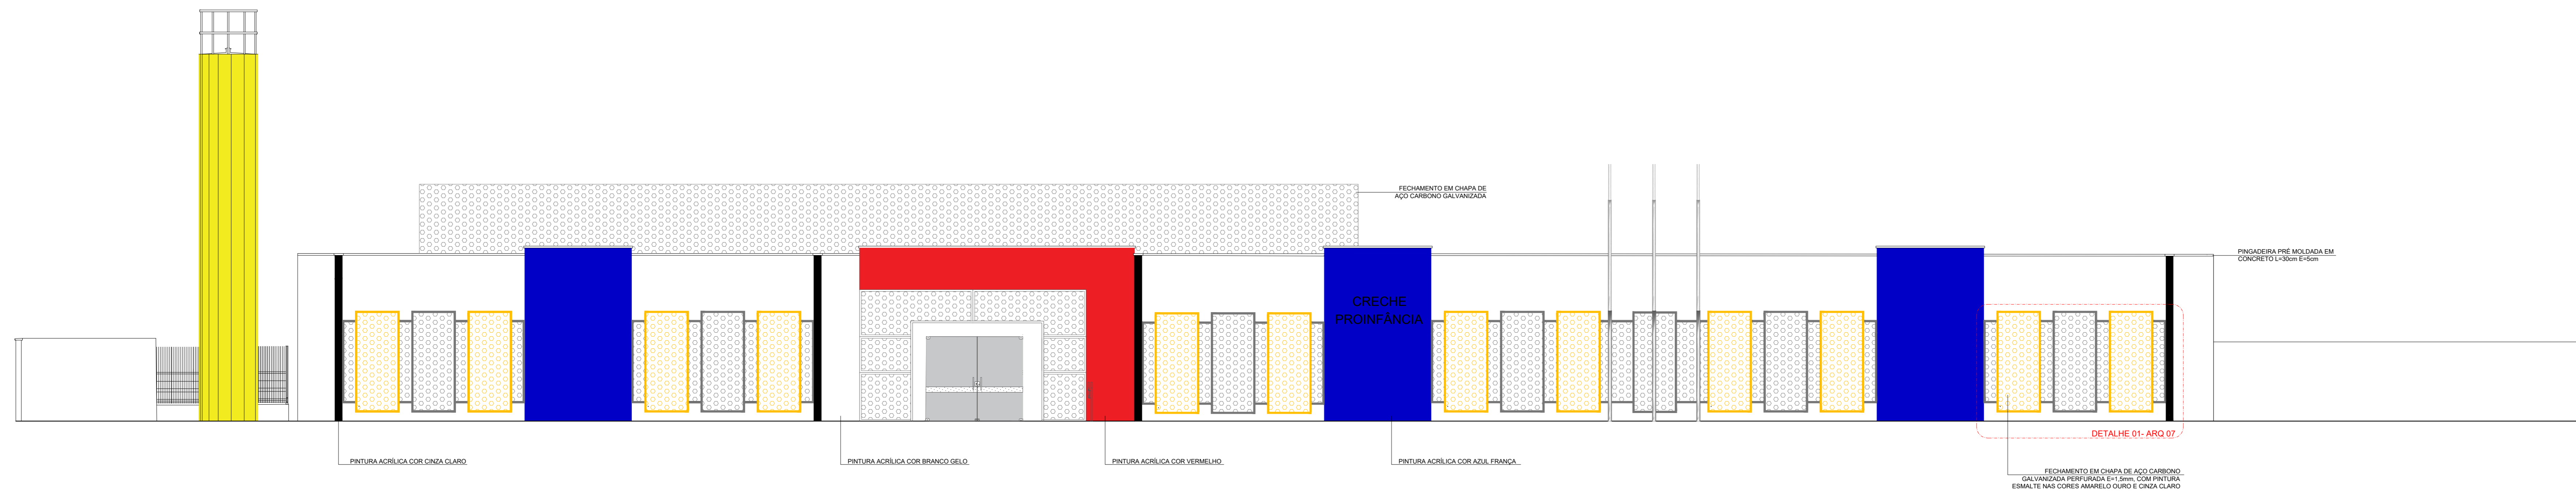 FECHAMENTO EM CHAPA DE
AÇO CARBONO GALVANIZADA
PINGADEIRA PRÉ MOLDADA EM
CONCRETO L=30cm E=5cm
CRECHE
PROINFÂNCIA
DETALHE 01- ARQ 07
PINTURA ACRÍLICA COR CINZA CLARO
PINTURA ACRÍLICA COR BRANCO GELO
PINTURA ACRÍLICA COR VERMELHO
PINTURA ACRÍLICA COR AZUL FRANÇA
FECHAMENTO EM CHAPA DE AÇO CARBONO
GALVANIZADA PERFURADA E=1,5mm, COM PINTURA
ESMALTE NAS CORES AMARELO OURO E CINZA CLARO